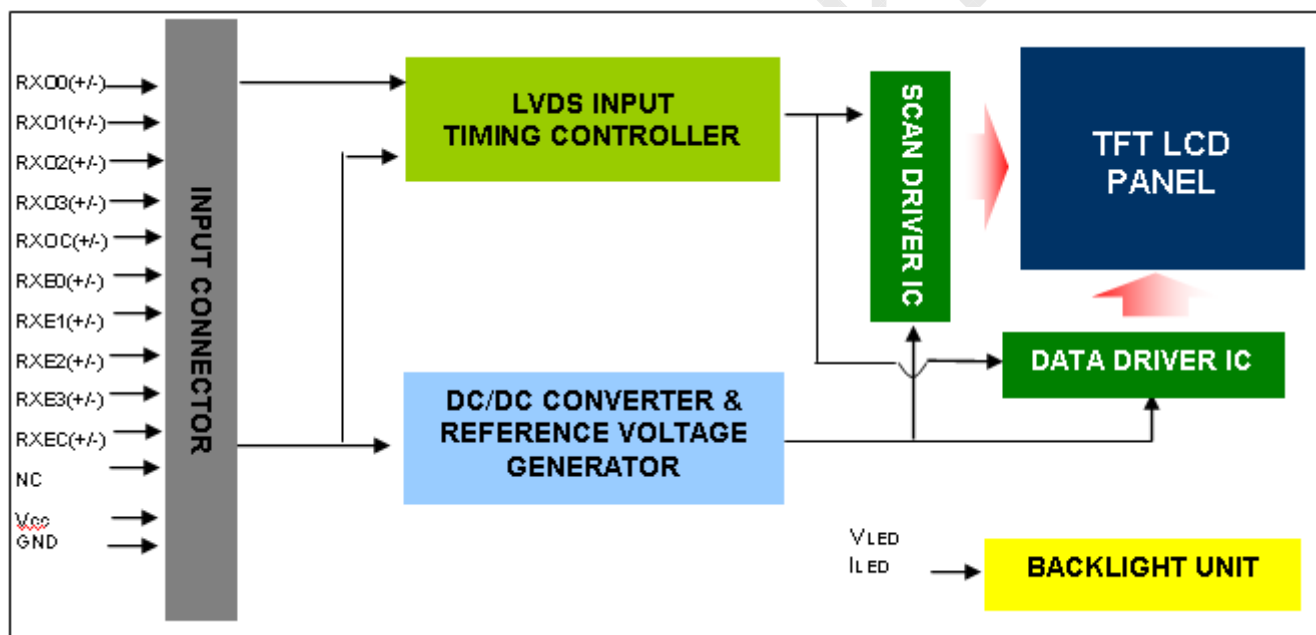 RXO0(+/-)
RXO1(+/-)
RXO2(+/-)
RXO3(+/-)
RXOC(+/-)
RXE0(+/-)
RXE1(+/-)
RXE2(+/-)
RXE3(+/-)
RXEC(+/-)
NC
Vcc
GND
INPUT CONNECTOR
LVDS INPUT
TIMING CONTROLLER
DC/DC CONVERTER &
REFERENCE VOLTAGE
GENERATOR
SCAN DRIVER IC
TFT LCD
PANEL
DATA DRIVER IC
VLED
ILED
BACKLIGHT UNIT